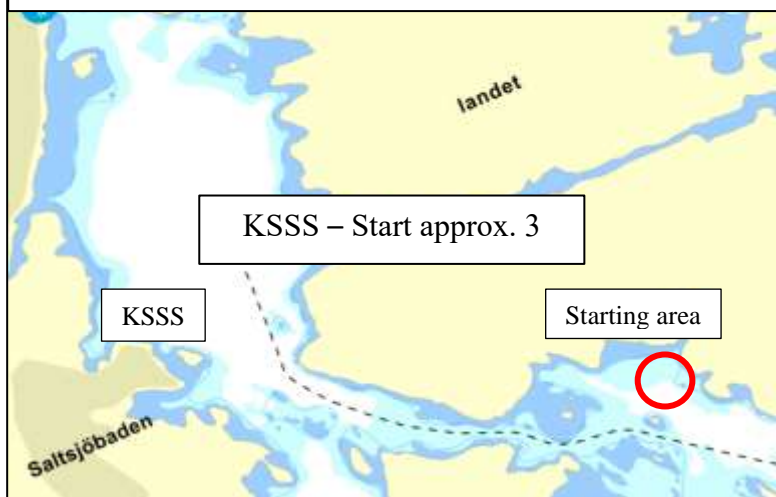 landet
KSSS – Start approx. 3
KSSS
Starting area
Saltsjöbaden